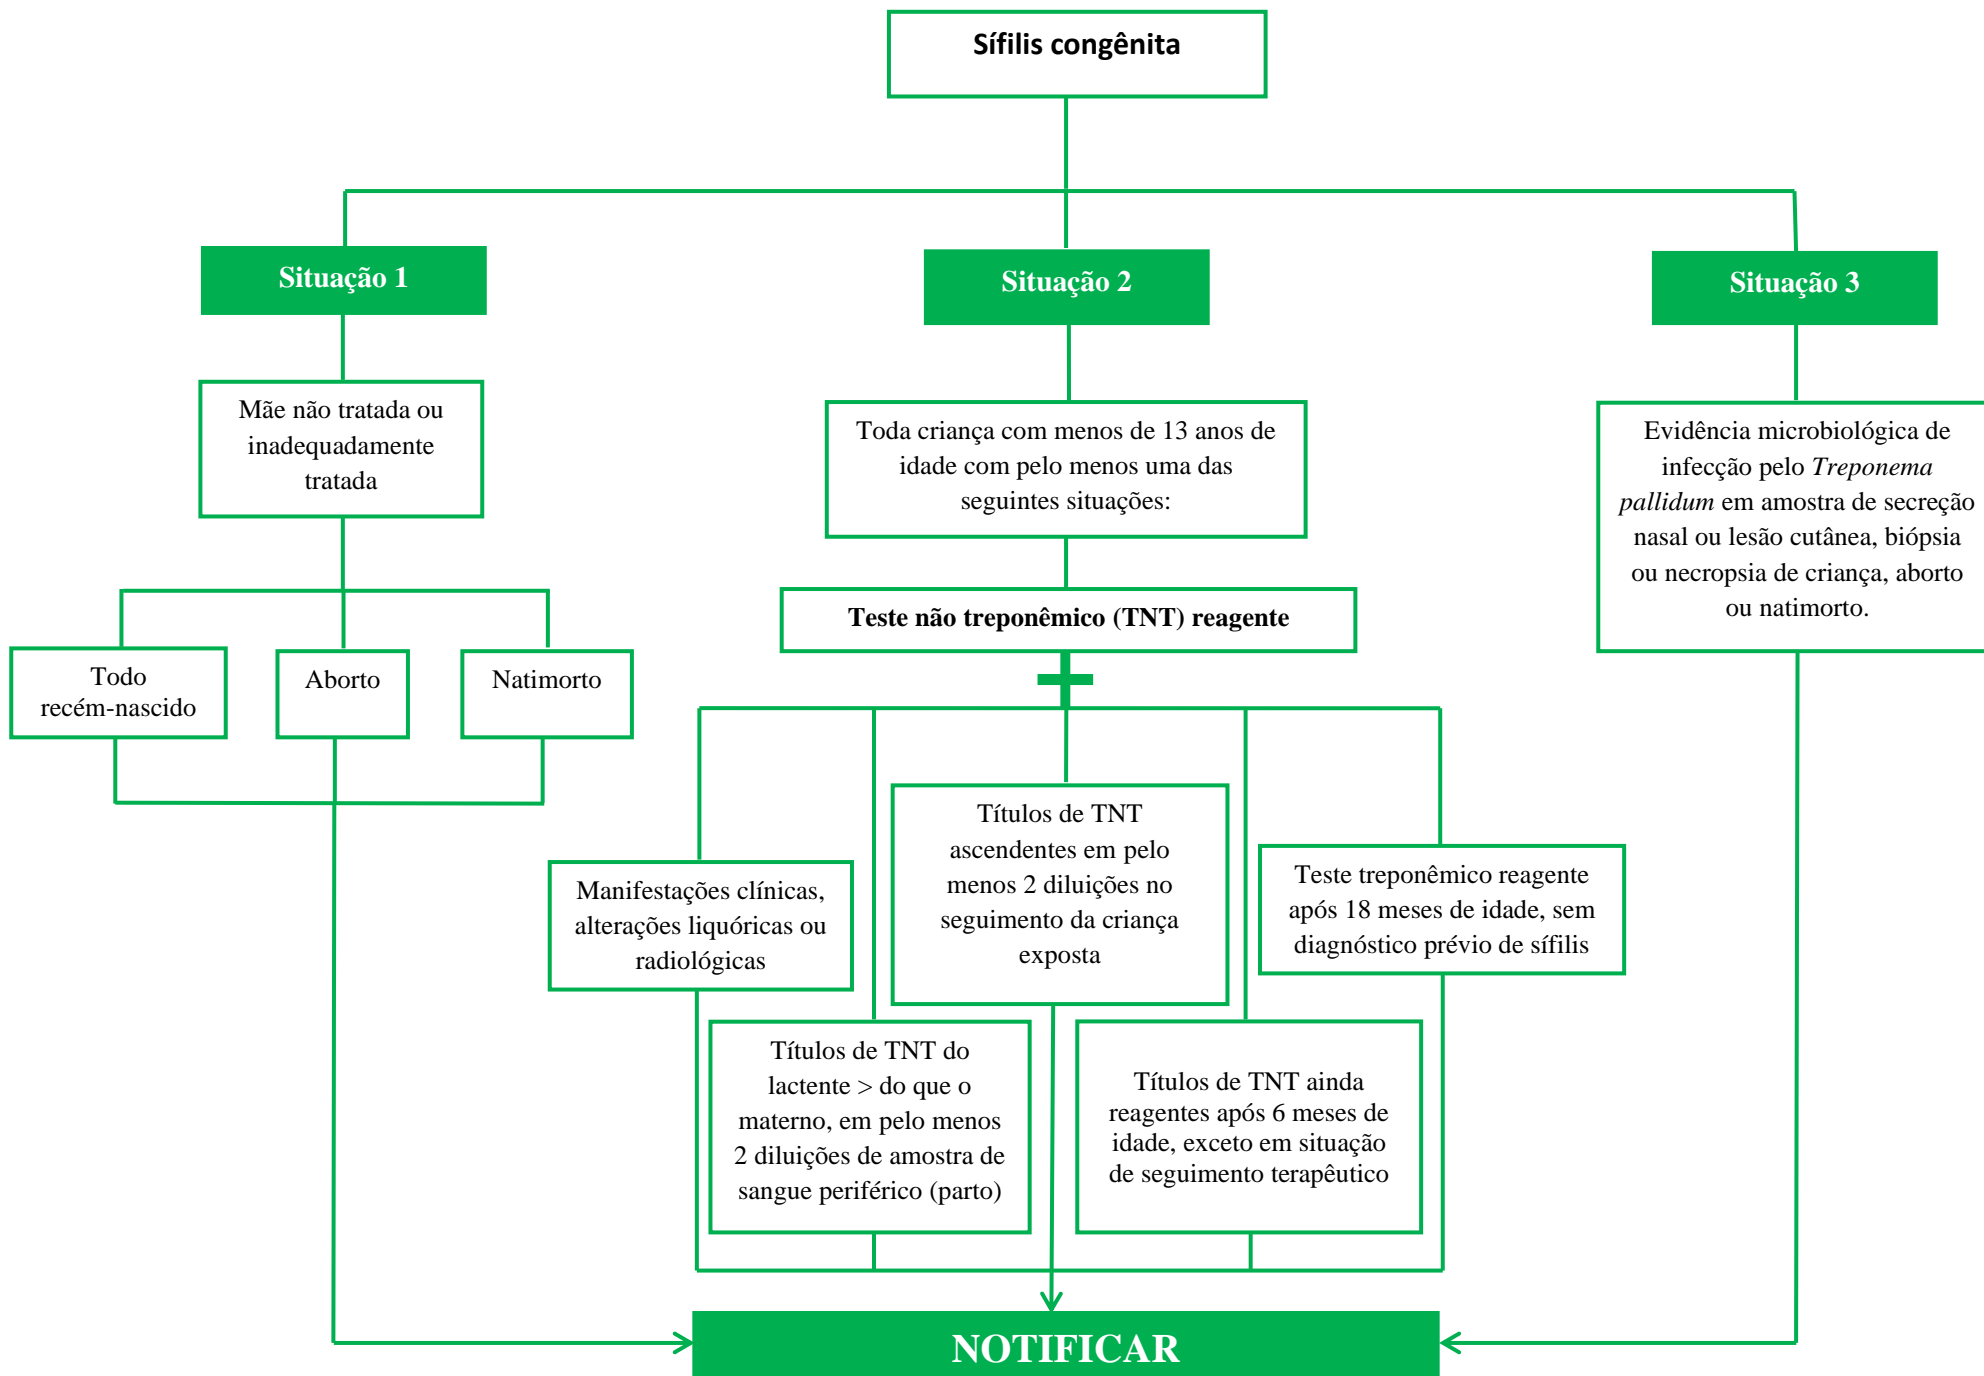 Sífilis congênita
Situação 1
Situação 2
Situação 3
Mãe não tratada ou
inadequadamente
tratada
Toda criança com menos de 13 anos de
idade com pelo menos uma das
seguintes situações:
Evidência microbiológica de
infecção pelo Treponema
pallidum em amostra de secreção
nasal ou lesão cutânea, biópsia
ou necropsia de criança, aborto
ou natimorto.
Teste não treponêmico (TNT) reagente
Todo
recém-nascido
Aborto
Natimorto
Manifestações clínicas,
alterações liquóricas ou
radiológicas
Títulos de TNT do
lactente > do que o
materno, em pelo menos
2 diluições de amostra de
sangue periférico (parto)
Títulos de TNT
ascendentes em pelo
menos 2 diluições no
seguimento da criança
exposta
Títulos de TNT ainda
reagentes após 6 meses de
idade, exceto em situação
de seguimento terapêutico
Teste treponêmico reagente
após 18 meses de idade, sem
diagnóstico prévio de sífilis
NOTIFICAR